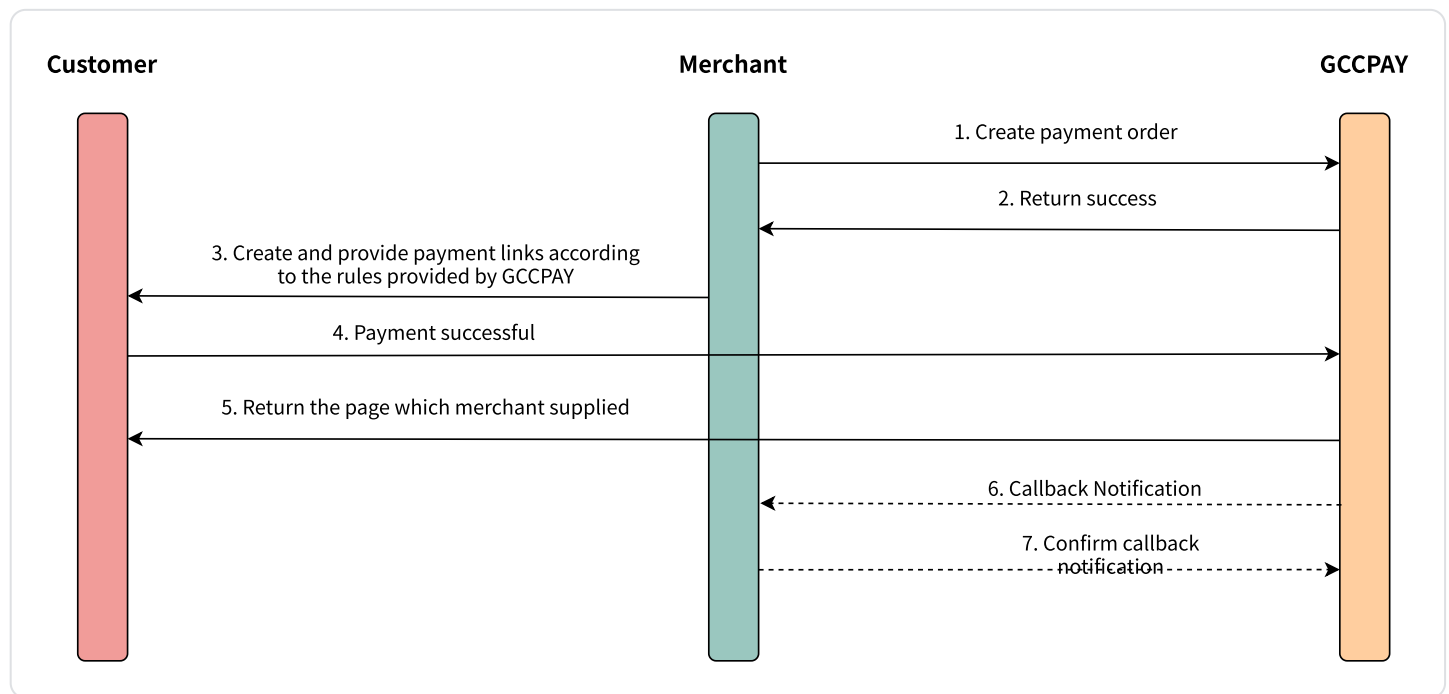 Customer
Merchant
GCCPAY
1. Create payment order
2. Return success
3. Create and provide payment links according
to the rules provided by GCCPAY
4. Payment successful
5. Return the page which merchant supplied
6. Callback Notification
7. Confirm callback
notification